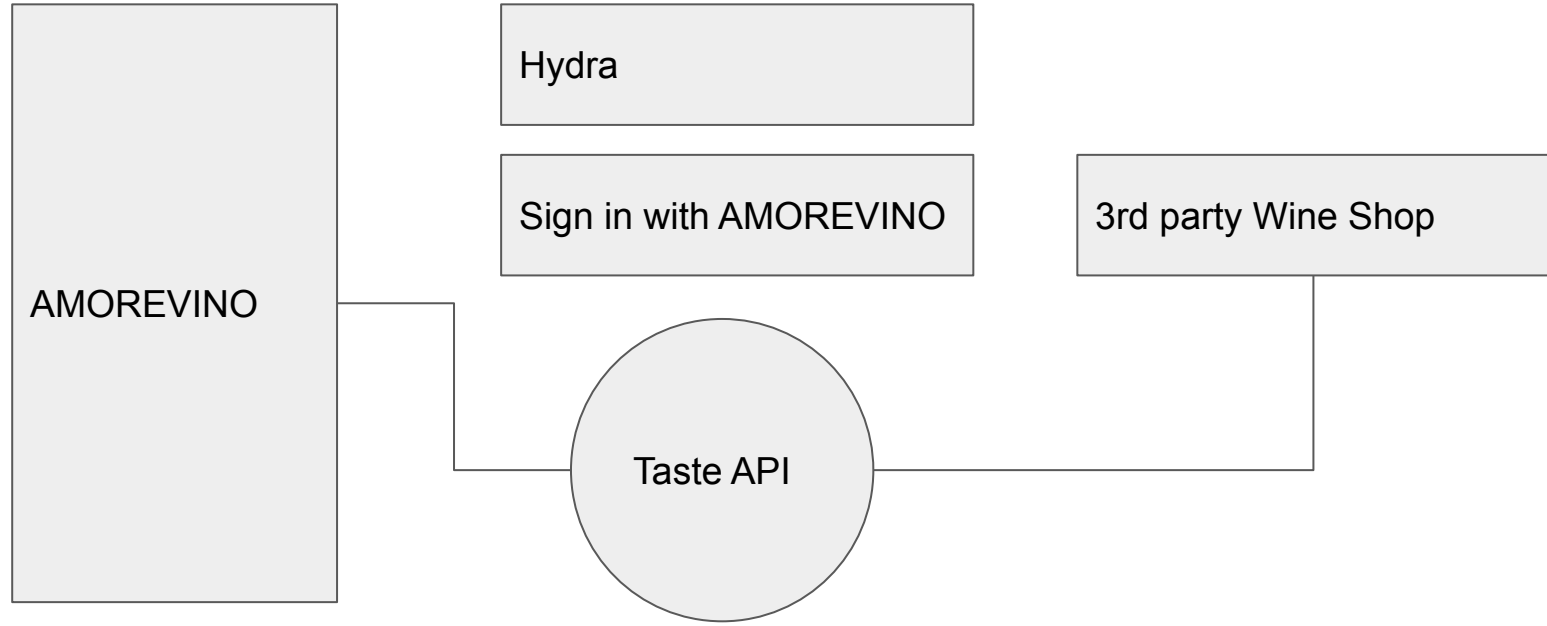 Hydra
Sign in with AMOREVINO
3rd party Wine Shop
AMOREVINO
Taste API